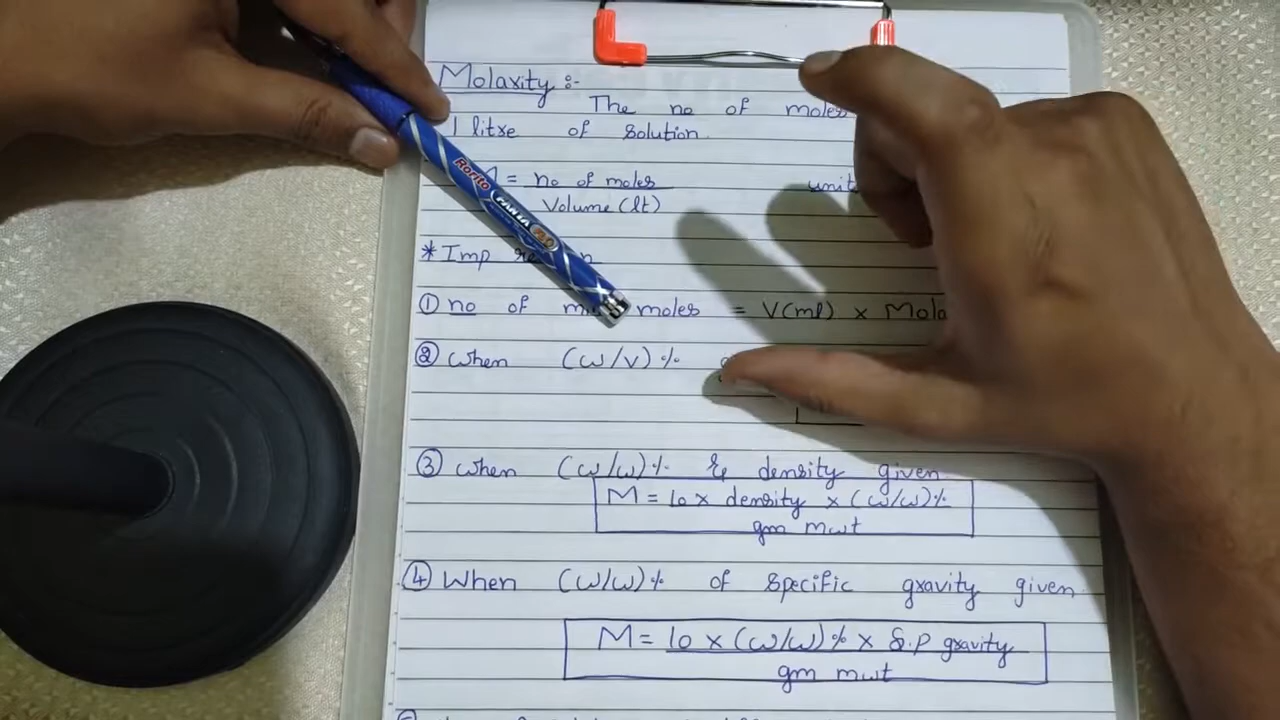 Molarity :-
The no of moles
1 litre of solution
= no of moles
Volume (lt)
unit
* Imp
① no of moles = V(ml) x Mola
② When (w/v)%
③ when (w/w)% & density given
M = 10 x density x (w/w)%
gm mwt
④ When (w/w)% of specific gravity given
M = 10 x (w/w)% x S.P gravity
gm mwt
Rorito